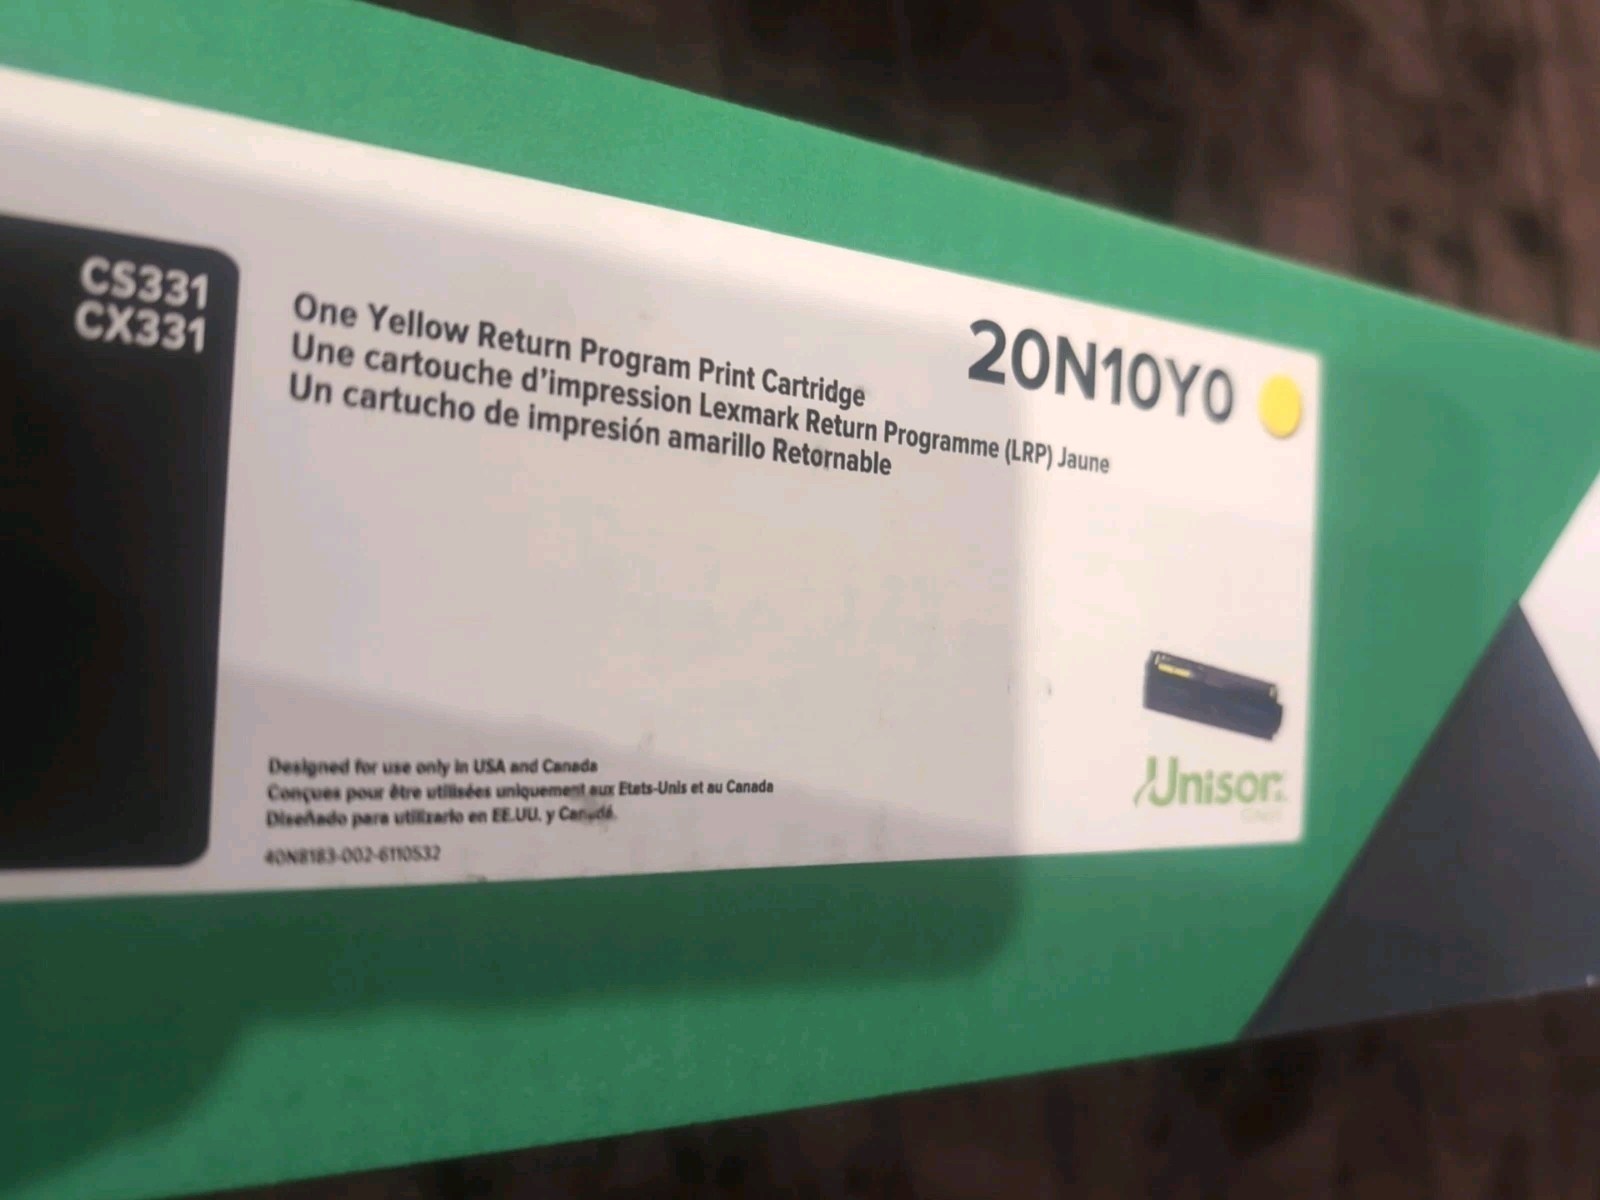 CS331
CX331
One Yellow Return Program Print Cartridge
Une cartouche d'impression Lexmark Return Programme (LRP) Jaune
Un cartucho de impresión amarillo Retornable
20N10Y0
Designed for use only in USA and Canada
Conçues pour être utilisées uniquement aux Etats-Unis et au Canada
Diseñado para utilizarlo en EE.UU. y Canadá.
40N8183-002-6110532
Unison